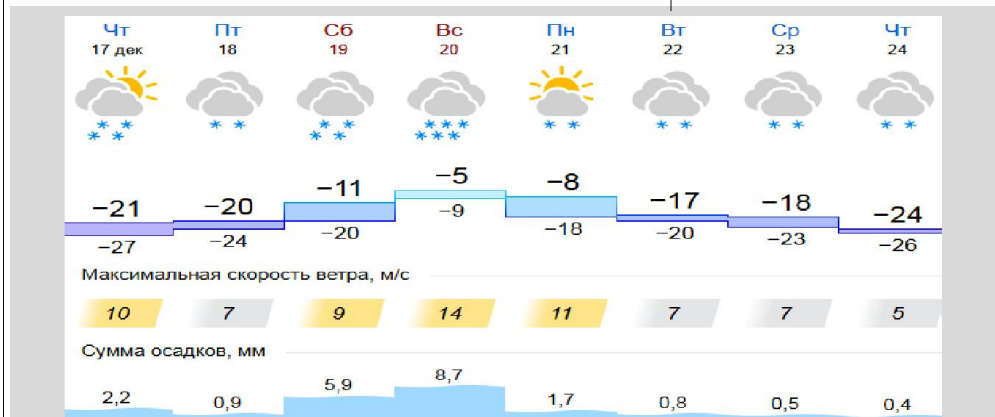 Чт Пт Сб Вс Пн Вт Ср Чт
17 дек 18 19 20 21 22 23 24
−21 −20 −11 −5 −8 −17 −18 −24
−27 −24 −20 −9 −18 −20 −23 −26
Максимальная скорость ветра, м/с
10 7 9 14 11 7 7 5
Сумма осадков, мм
2,2 0,9 5,9 8,7 1,7 0,8 0,5 0,4